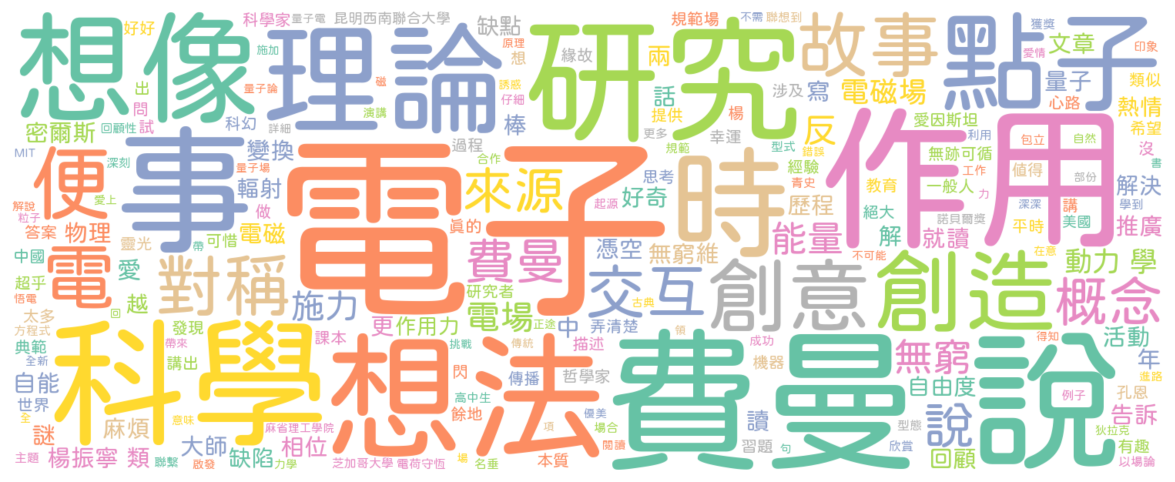 好好
科學家
量子電
昆明西南聯合大學
缺點
規範場
不需
聯想到
獲獎
想像
理論
研究
故事
點子
施加
原理
想
緣故
兩
文章
愛情
印象
出
磁
誘惑
量子
類似
問
量子論
仔細
話
涉及
寫
電磁場
心路
熱情
密爾斯
回顧性
試
科幻
演講
棒
提供
楊
反
愛因斯坦
希望
詳細
更多
幸運
型式
錯誤
利用
包立
自然
沒
MIT
深刻
量子場
變換
過程
合作
規範
無跡可循
書
便
事
電子
時
作用
解說
粒子
愛上
輻射
來源
思考
好奇
經驗
青史
教育
一般人
值得
工作
部份
解決
力
答案
物理
做
真的
起源
歷程
絕大
深深
講
學到
靈光
帶
可惜
電磁
費曼
憑空
無窮維
能量
解
就讀
諾貝爾獎
平時
美國
推廣
中國
電
愛
對稱
施力
研究者
交互
創意
不可能
創造
在意
動力
學
超乎
悟電
越
電場
正途
古典
概念
太多
回
方程式
發現
更
作用力
中
弄清楚
典範
帶來
課本
挑戰
傳統
領
描述
成功
無窮
得知
活動
全新
講出
科學
想法
費曼
說
閃
傳播
哲學家
機器
進路
年
自能
高中生
自由度
例子
孔恩
世界
餘地
優美
全
意味
麻省理工學院
項
場合
讀
說
型態
狄拉克
告訴
謎
麻煩
大師
相位
本質
閱讀
習題
句
欣賞
有趣
主題
楊振寧
類
聯繫
缺陷
啟發
力學
芝加哥大學
電荷守恆
場
名垂
回顧
以場論